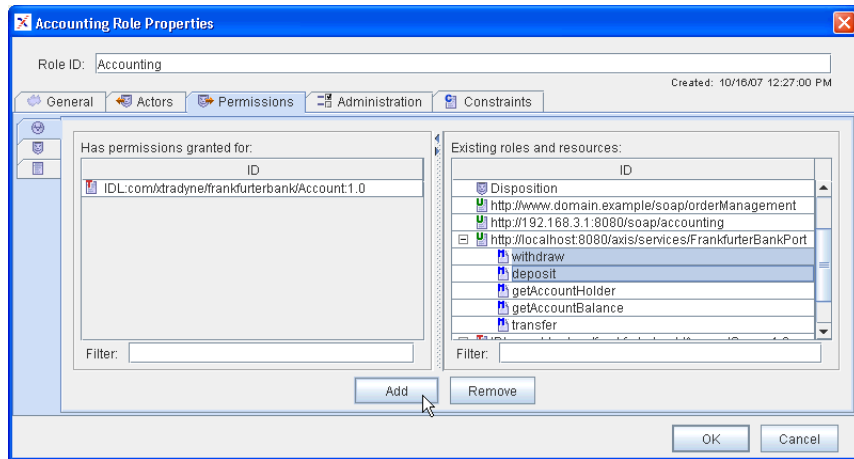 Accounting Role Properties
Role ID: Accounting
Created: 10/16/07 12:27:00 PM
General Actors Permissions Administration Constraints
Has permissions granted for:
ID
IDL:com/xtradyne/frankfurterbank/Account:1.0
Filter:
Existing roles and resources:
ID
Disposition
http://www.domain.example/soap/orderManagement
http://192.168.3.1:8080/soap/accounting
http://localhost:8080/axis/services/FrankfurterBankPort
withdraw
deposit
getAccountHolder
getAccountBalance
transfer
Filter:
Add Remove
OK Cancel